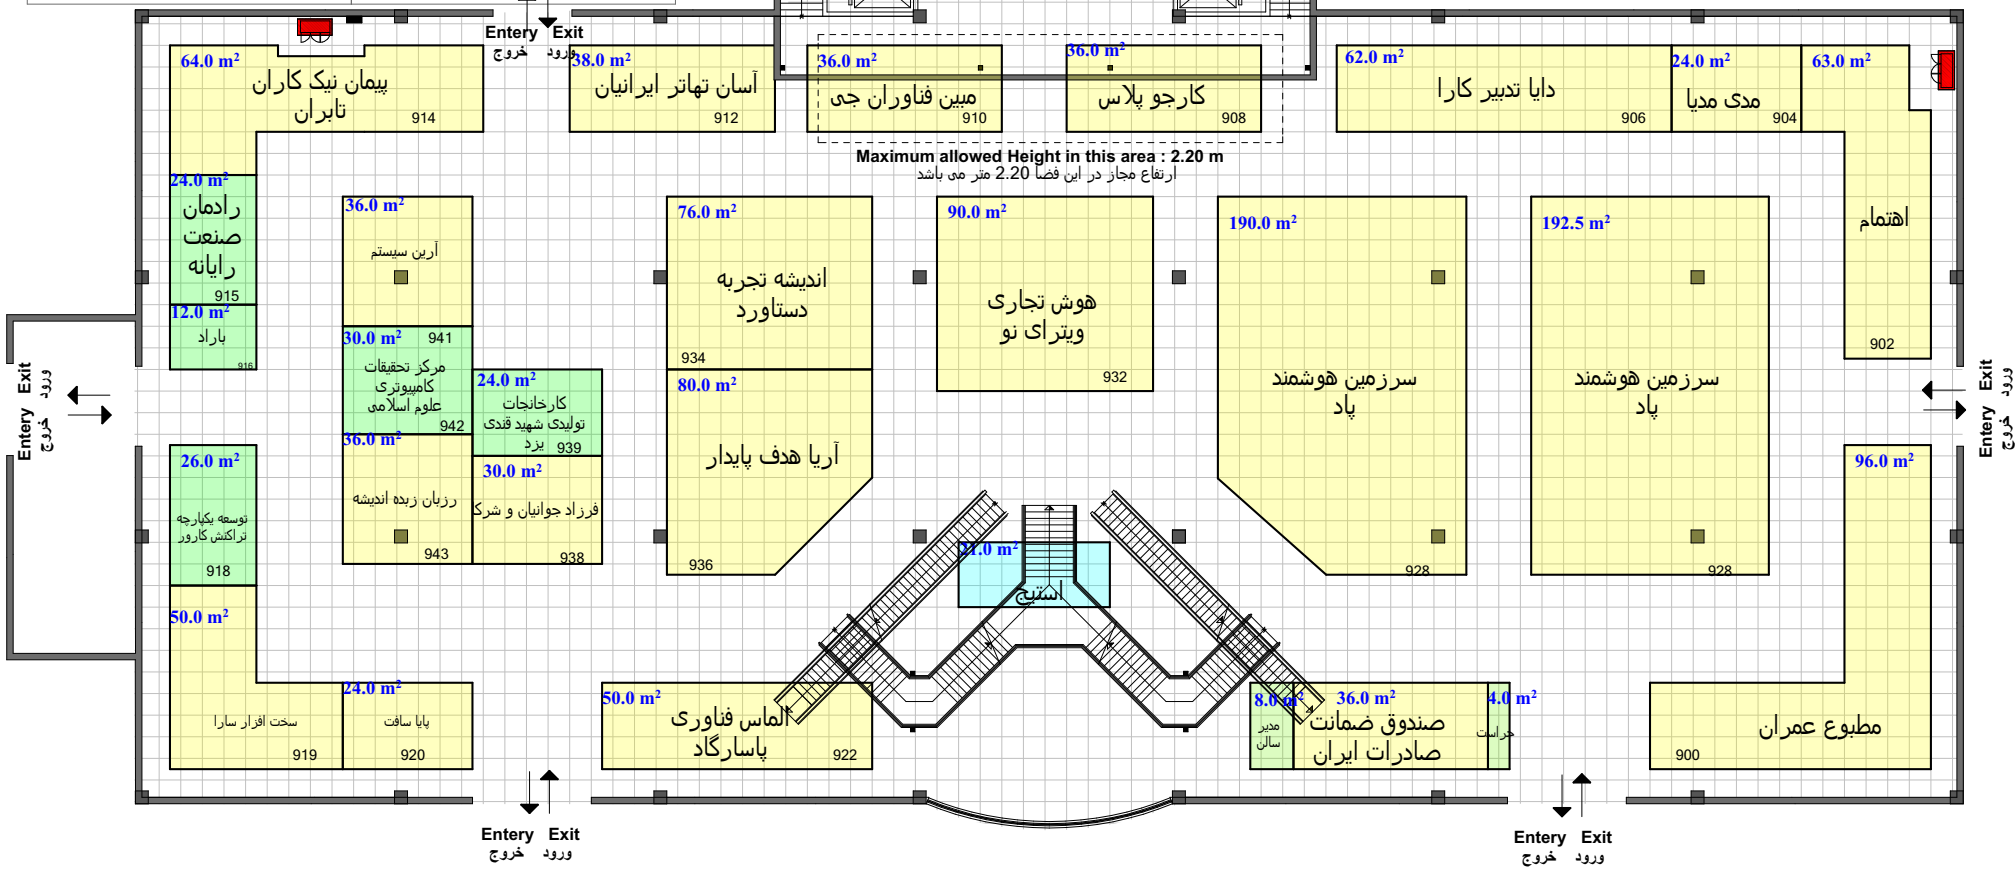 Entery Exit
خروج ورود
64.0 m²
پیمان نیک کاران
تابران
914
38.0 m²
آسان تهاتر ایرانیان
912
36.0 m²
مبین فناوران جی
910
36.0 m²
کارجو پلاس
908
62.0 m²
دایا تدبیر کارا
906
24.0 m²
مدی مدیا
904
63.0 m²
اهتمام
902
Maximum allowed Height in this area : 2.20 m
ارتفاع مجاز در این فضا 2.20 متر می باشد
24.0 m²
رادمان
صنعت
رایانه
915
12.0 m²
باراد
916
36.0 m²
آرین سیستم
941
30.0 m²
مرکز تحقیقات
کامپیوتری
علوم اسلامی
942
24.0 m²
کارخانجات
تولیدی شهید قندی
یزد
939
36.0 m²
رزبان زبده اندیشه
943
30.0 m²
فرزاد جوانیان و شرکا
938
76.0 m²
اندیشه تجربه
دستاورد
934
80.0 m²
آریا هدف پایدار
936
90.0 m²
هوش تجاری
ویترای نو
932
190.0 m²
سرزمین هوشمند
پاد
928
192.5 m²
سرزمین هوشمند
پاد
928
Entery Exit
خروج ورود
Entery Exit
خروج ورود
26.0 m²
توسعه یکپارچه
تراکنش کارور
918
50.0 m²
سخت افزار سارا
919
24.0 m²
پایا سافت
920
50.0 m²
الماس فناوری
پاسارگاد
922
21.0 m²
استیج
8.0 m²
مدیر
سالن
36.0 m²
صندوق ضمانت
صادرات ایران
4.0 m²
حراست
96.0 m²
مطبوع عمران
900
Entery Exit
خروج ورود
Entery Exit
خروج ورود